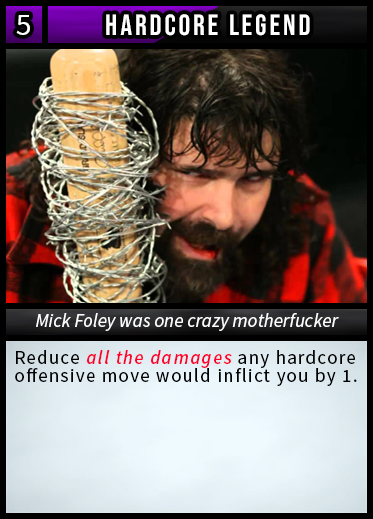 5
HARDCORE LEGEND
Mick Foley was one crazy motherfucker
Reduce all the damages any hardcore
offensive move would inflict you by 1.